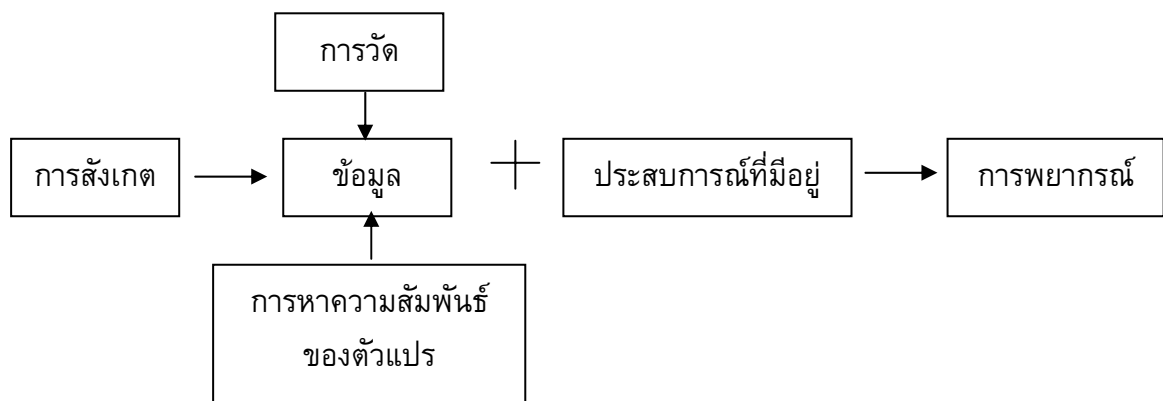 การวัด
การสังเกต
ข้อมูล
ประสบการณ์ที่มีอยู่
การพยากรณ์
การหาความสัมพันธ์
ของตัวแปร